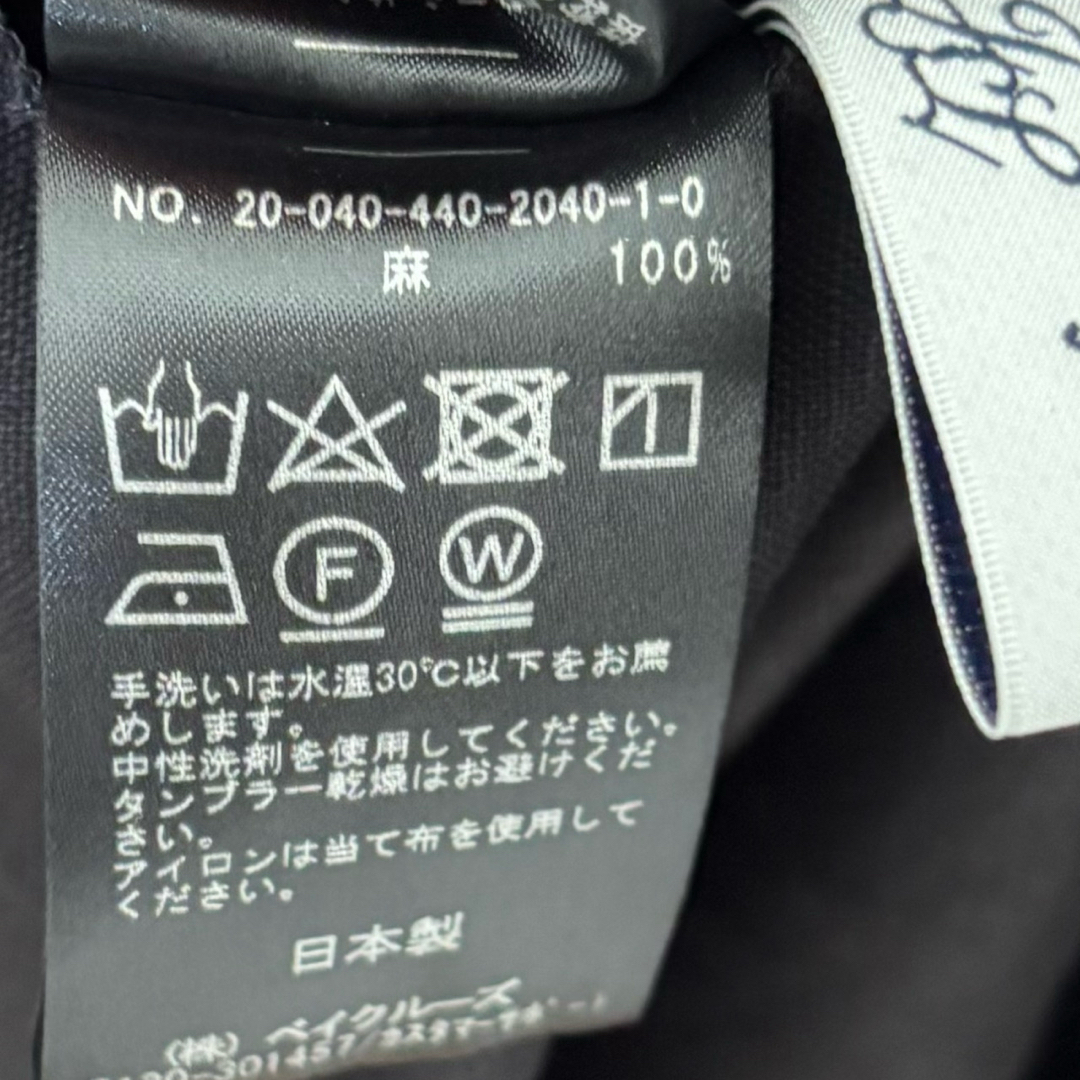 NO. 20-040-440-2040-1-0
麻 100%
F W
手洗いは水温30℃以下をお薦
めします。
中性洗剤を使用してください。
タンブラー乾燥はお避けくだ
さい。
アイロンは当て布を使用して
ください。
日本製
(株) ベイクルーズ